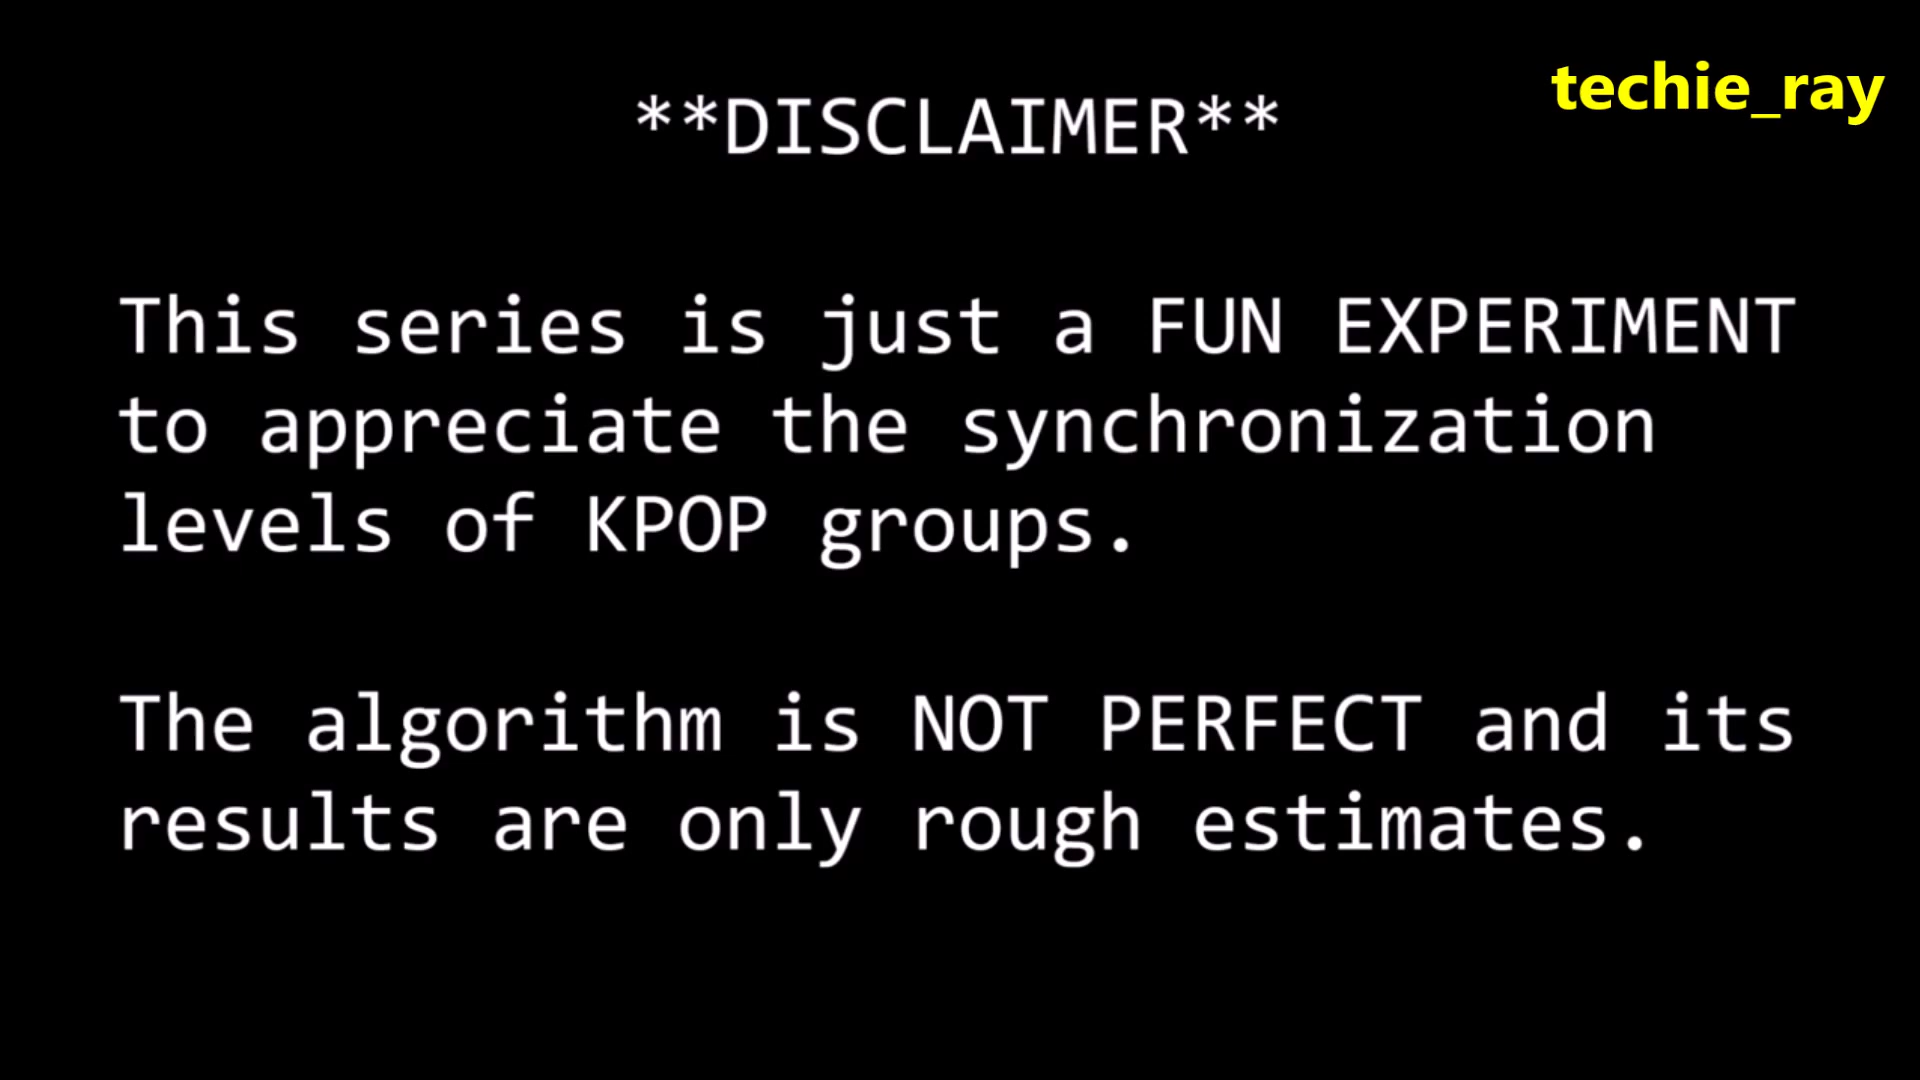 techie_ray
**DISCLAIMER**
This series is just a FUN EXPERIMENT
to appreciate the synchronization
levels of KPOP groups.
The algorithm is NOT PERFECT and its
results are only rough estimates.